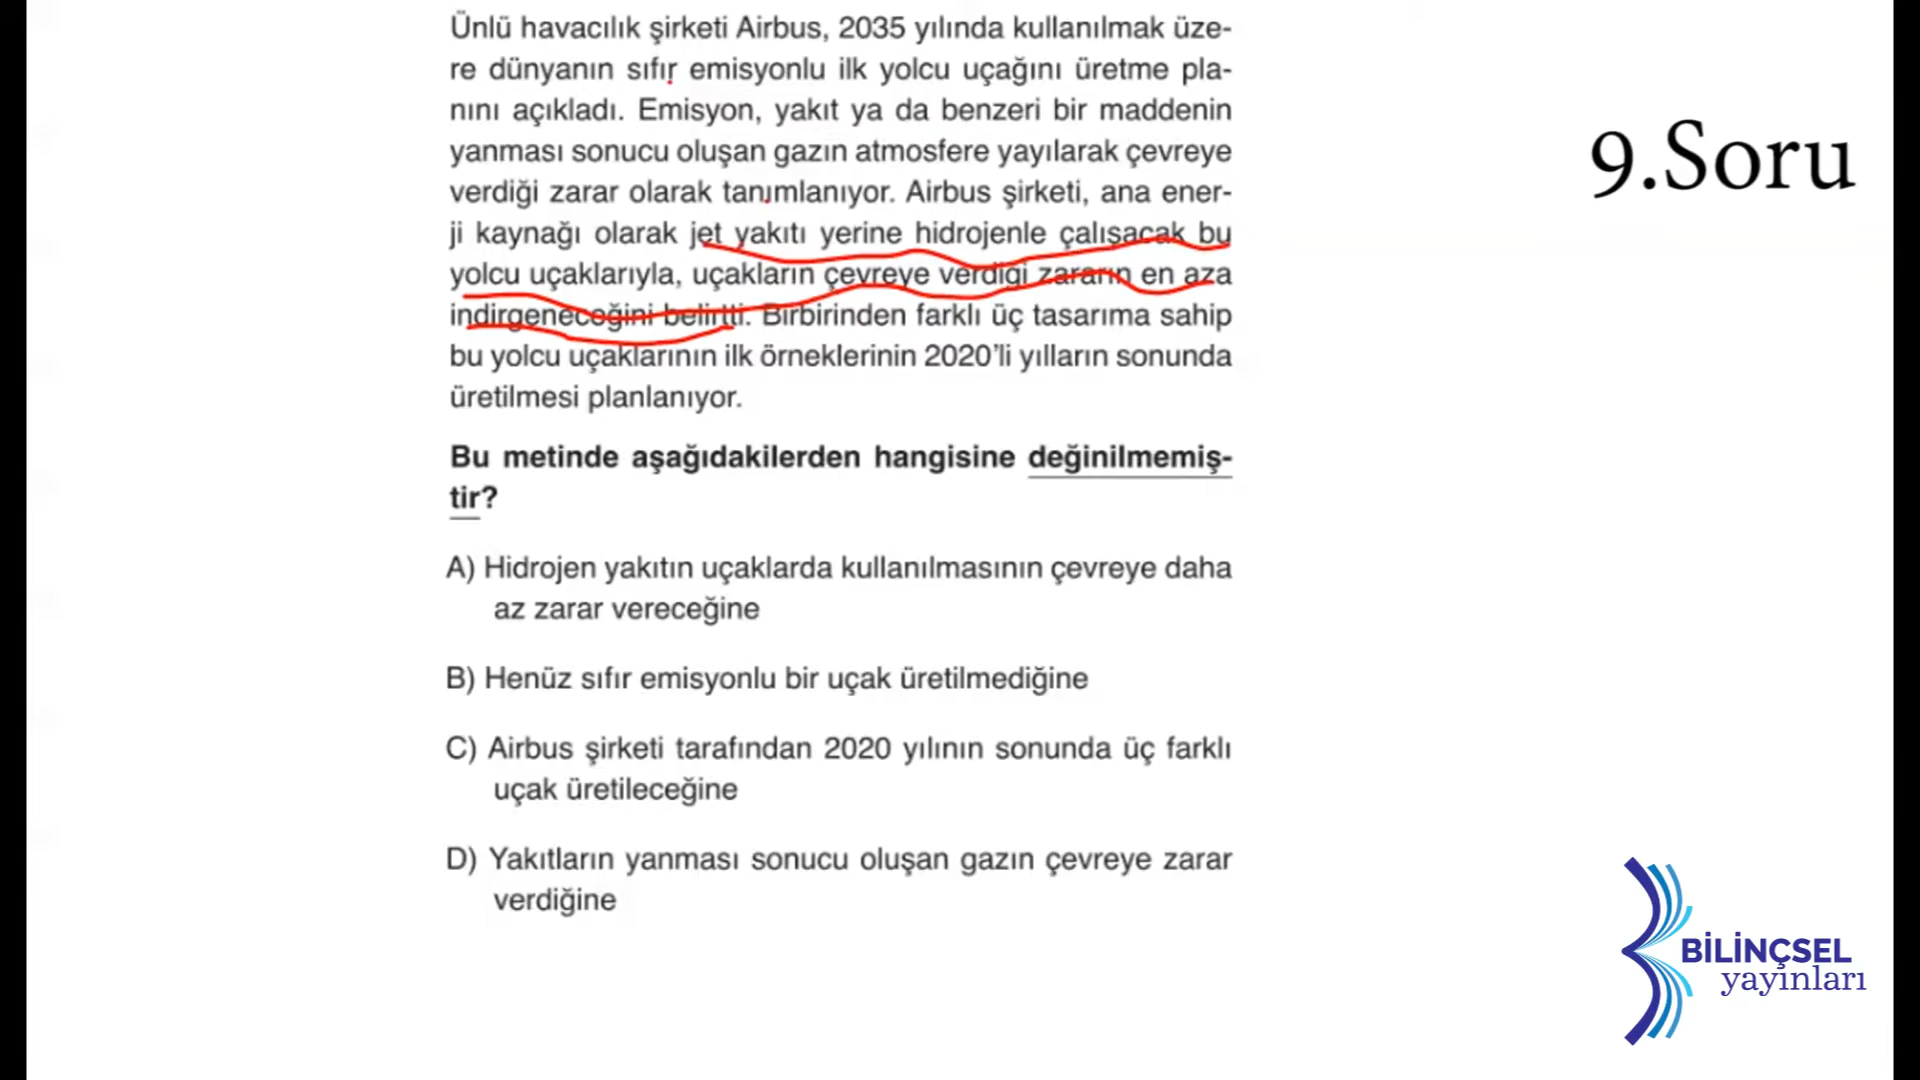 Ünlü havacılık şirketi Airbus, 2035 yılında kullanılmak üze-
re dünyanın sıfır emisyonlu ilk yolcu uçağını üretme pla-
nını açıkladı. Emisyon, yakıt ya da benzeri bir maddenin
yanması sonucu oluşan gazın atmosfere yayılarak çevreye
verdiği zarar olarak tanımlanıyor. Airbus şirketi, ana ener-
ji kaynağı olarak jet yakıtı yerine hidrojenle çalışacak bu
yolcu uçaklarıyla, uçakların çevreye verdiği zararın en aza
indirgeneceğini belirtti. Birbirinden farklı üç tasarıma sahip
bu yolcu uçaklarının ilk örneklerinin 2020'li yılların sonunda
üretilmesi planlanıyor.
Bu metinde aşağıdakilerden hangisine değinilmemiş-
tir?
A) Hidrojen yakıtın uçaklarda kullanılmasının çevreye daha
az zarar vereceğine
B) Henüz sıfır emisyonlu bir uçak üretilmediğine
C) Airbus şirketi tarafından 2020 yılının sonunda üç farklı
uçak üretileceğine
D) Yakıtların yanması sonucu oluşan gazın çevreye zarar
verdiğine
9.Soru
BİLİNÇSEL
yayınları